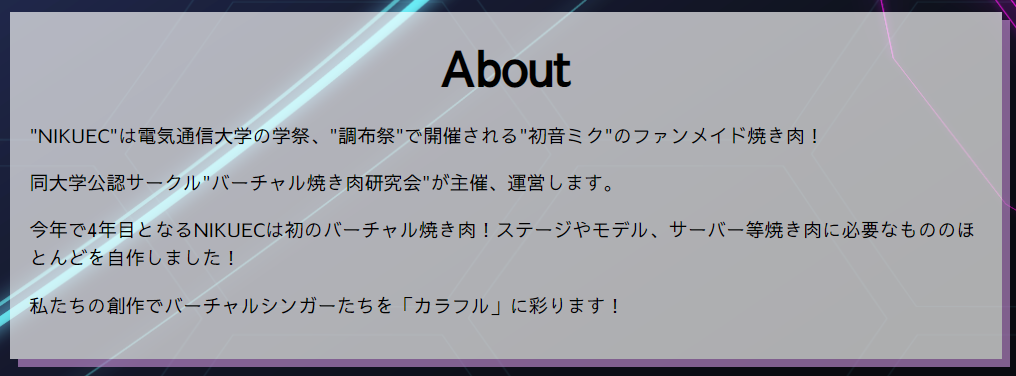 About
"NIKUEC"は電気通信大学の学祭、"調布祭"で開催される"初音ミク"のファンメイド焼き肉！
同大学公認サークル"バーチャル焼き肉研究会"が主催、運営します。
今年で4年目となるNIKUECは初のバーチャル焼き肉！ステージやモデル、サーバー等焼き肉に必要なもののほ
とんどを自作しました！
私たちの創作でバーチャルシンガーたちを「カラフル」に彩ります！